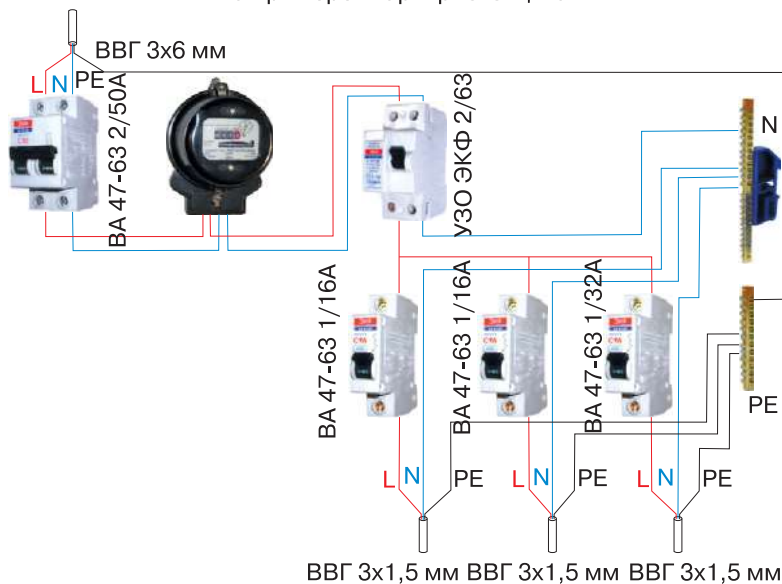 ВВГ 3х6 мм
L N PE
ВА 47-63 2/50А
УЗО ЭКФ 2/63
N
ВА 47-63 1/16А
ВА 47-63 1/16А
ВА 47-63 1/32А
PE
L N PE
L N PE
L N PE
ВВГ 3х1,5 мм ВВГ 3х1,5 мм ВВГ 3х1,5 мм